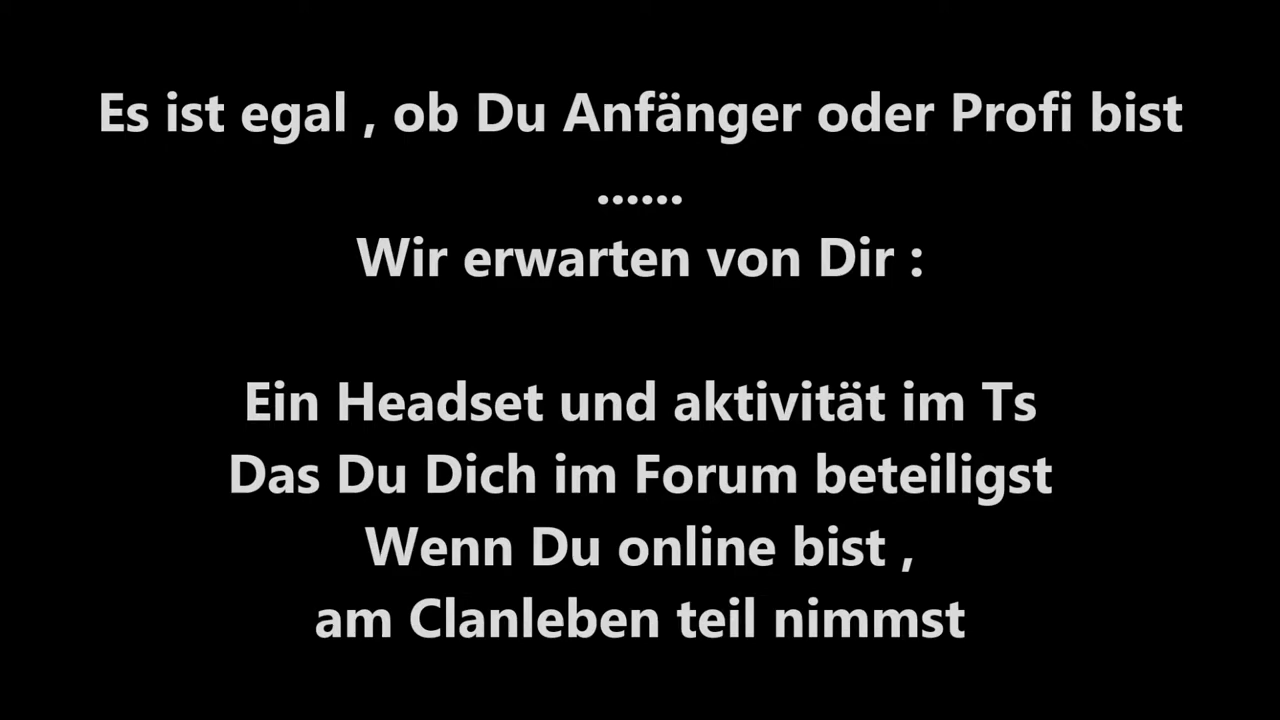 Es ist egal , ob Du Anfänger oder Profi bist
......
Wir erwarten von Dir :
Ein Headset und aktivität im Ts
Das Du Dich im Forum beteiligst
Wenn Du online bist ,
am Clanleben teil nimmst